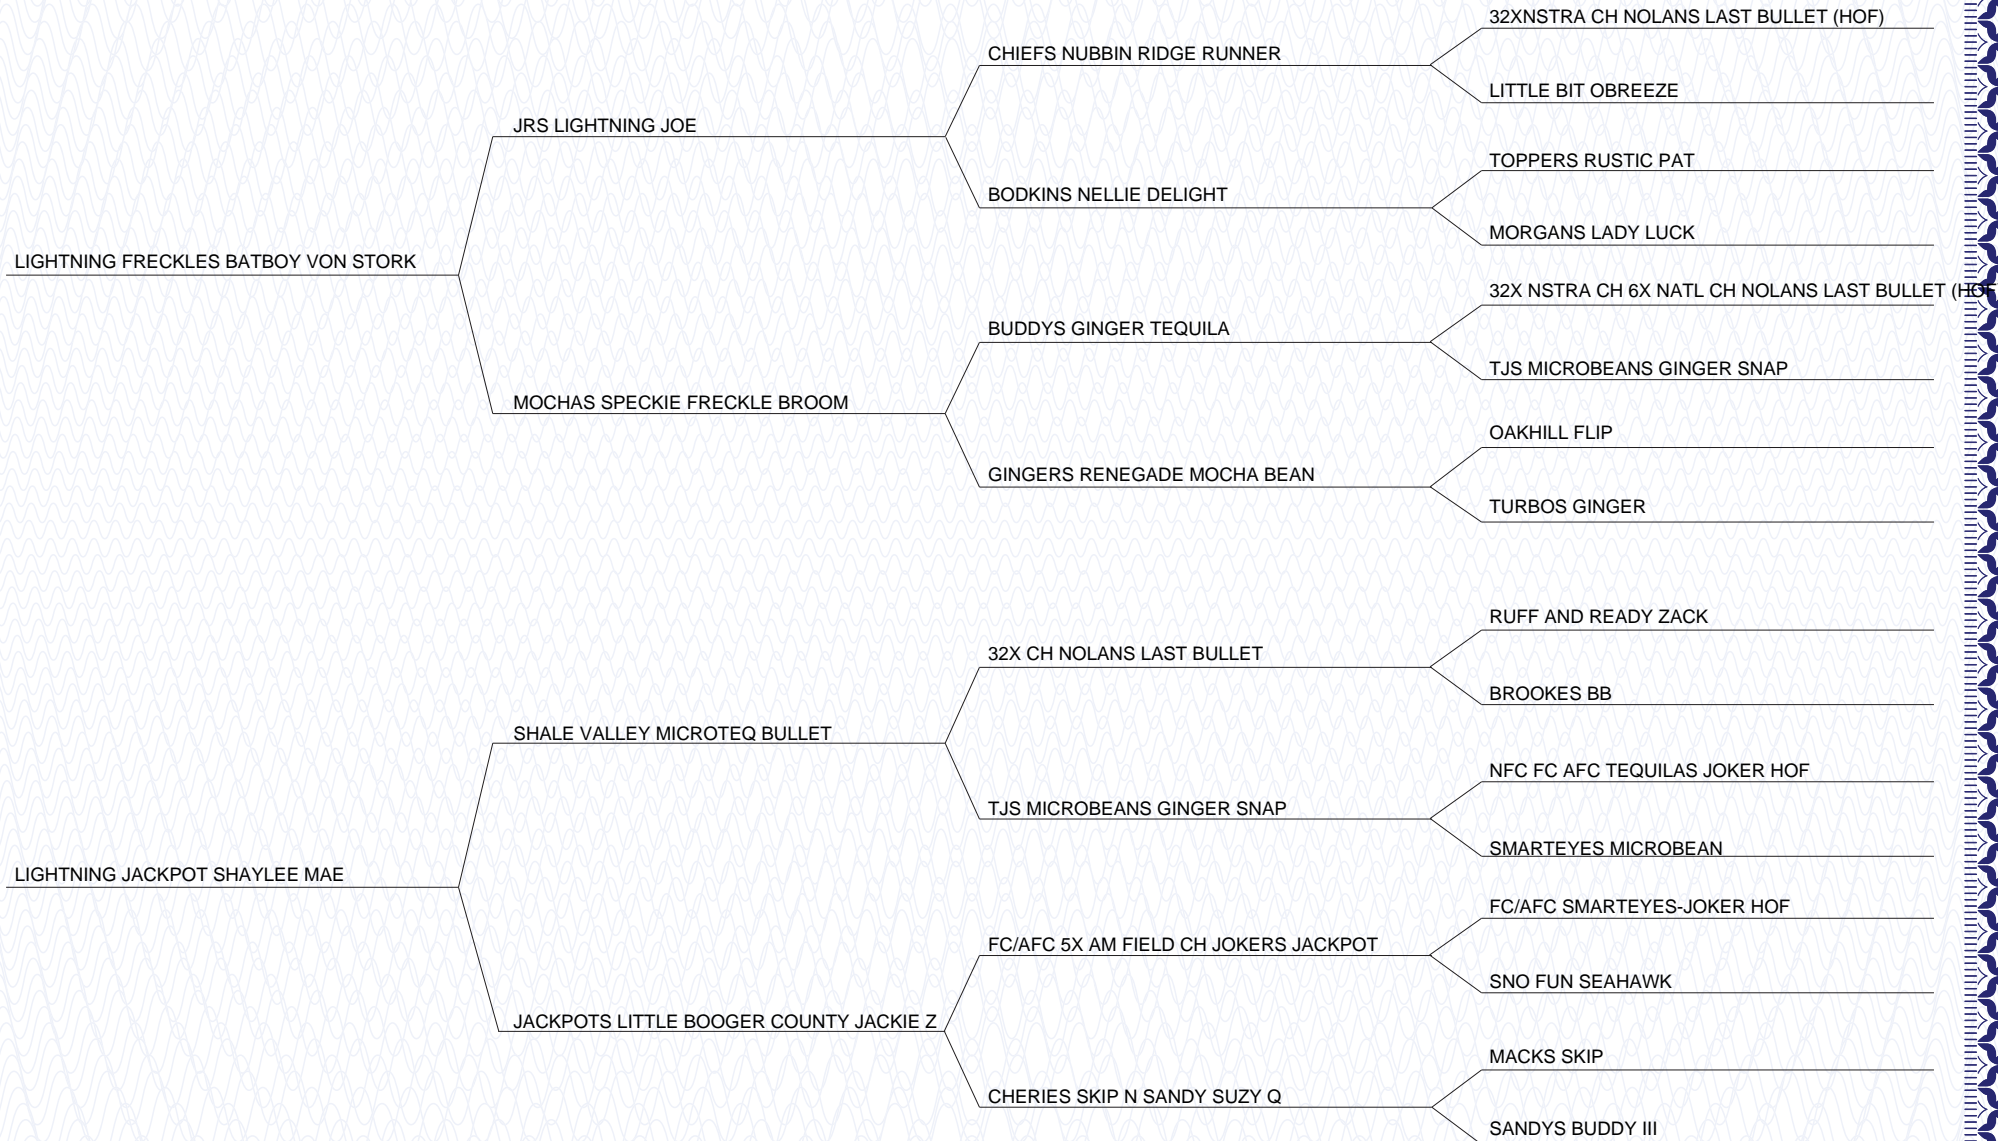 32XNSTRA CH NOLANS LAST BULLET (HOF)
CHIEFS NUBBIN RIDGE RUNNER
LITTLE BIT OBREEZE
JRS LIGHTNING JOE
TOPPERS RUSTIC PAT
BODKINS NELLIE DELIGHT
MORGANS LADY LUCK
LIGHTNING FRECKLES BATBOY VON STORK
32X NSTRA CH 6X NATL CH NOLANS LAST BULLET (HOF
BUDDYS GINGER TEQUILA
TJS MICROBEANS GINGER SNAP
MOCHAS SPECKIE FRECKLE BROOM
OAKHILL FLIP
GINGERS RENEGADE MOCHA BEAN
TURBOS GINGER
RUFF AND READY ZACK
32X CH NOLANS LAST BULLET
BROOKES BB
SHALE VALLEY MICROTEQ BULLET
NFC FC AFC TEQUILAS JOKER HOF
TJS MICROBEANS GINGER SNAP
SMARTEYES MICROBEAN
LIGHTNING JACKPOT SHAYLEE MAE
FC/AFC SMARTEYES-JOKER HOF
FC/AFC 5X AM FIELD CH JOKERS JACKPOT
SNO FUN SEAHAWK
JACKPOTS LITTLE BOOGER COUNTY JACKIE Z
MACKS SKIP
CHERIES SKIP N SANDY SUZY Q
SANDYS BUDDY III